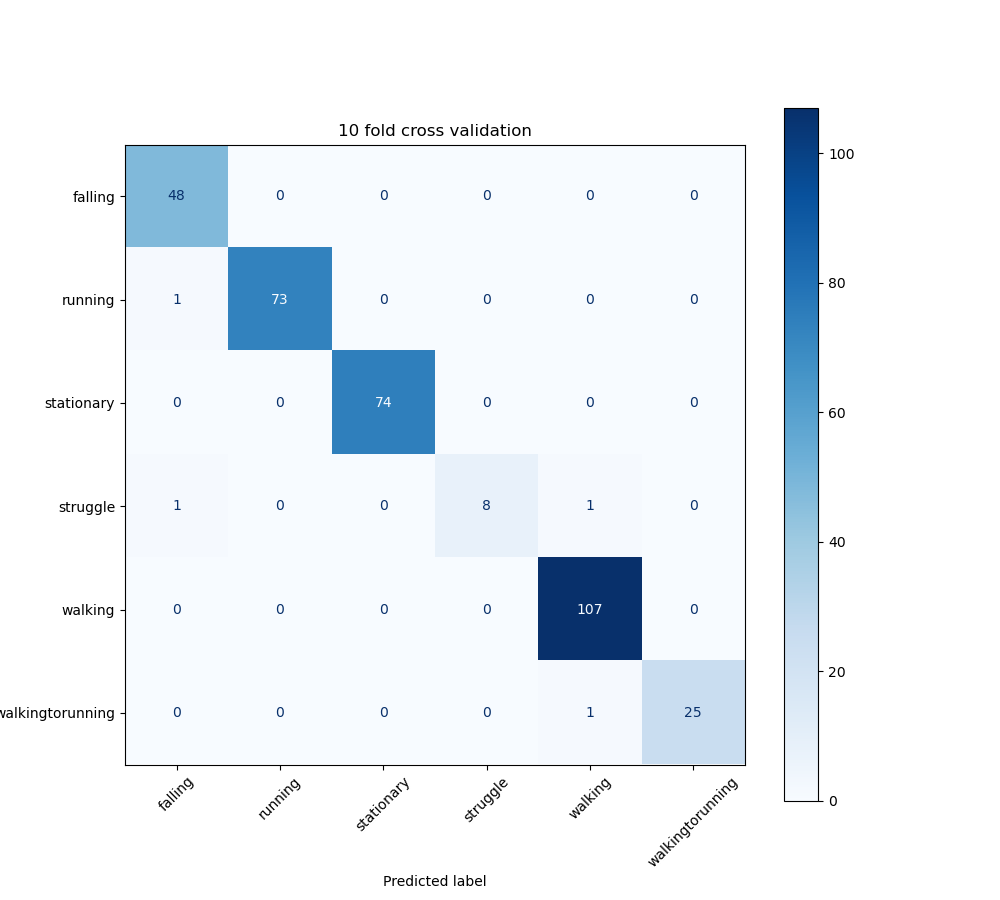 10 fold cross validation
falling 48 0 0 0 0 0
running 1 73 0 0 0 0
stationary 0 0 74 0 0 0
struggle 1 0 0 8 1 0
walking 0 0 0 0 107 0
walkingtorunning 0 0 0 0 1 25
falling running stationary struggle walking walkingtorunning
Predicted label
100
80
60
40
20
0